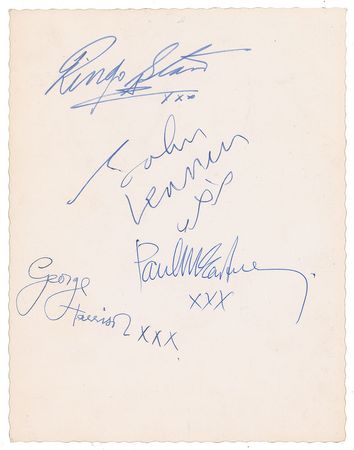 Ringo Starr
xxx
John
Lennon
xx
Paul McCartney
xxx
George
Harrison xxx